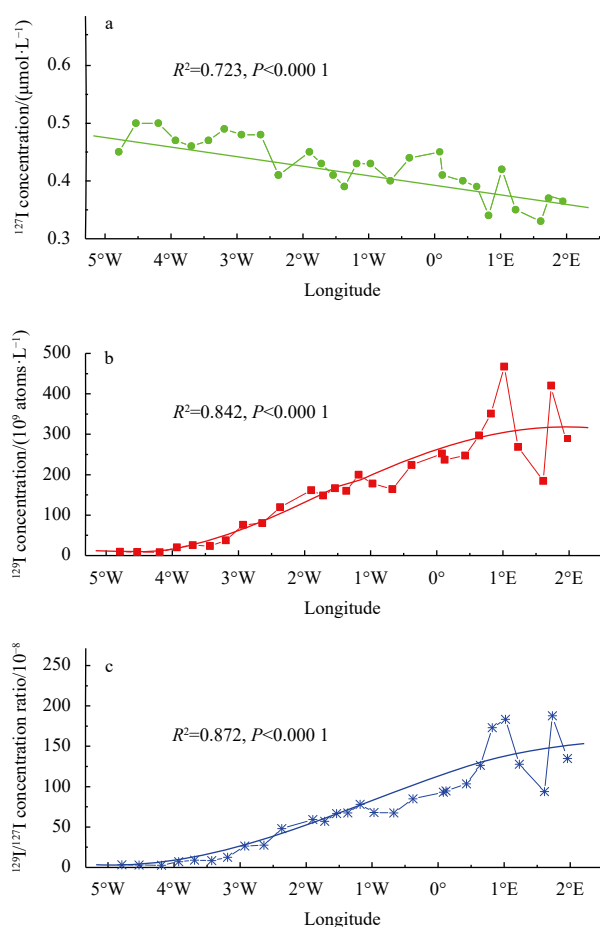 a
R²=0.723, P<0.000 1
¹²⁷I concentration/(μmol·L⁻¹)
0.7
0.6
0.5
0.4
0.3
5°W 4°W 3°W 2°W 1°W 0° 1°E 2°E
Longitude
b
R²=0.842, P<0.000 1
¹²⁹I concentration/(10⁹ atoms·L⁻¹)
500
400
300
200
100
0
5°W 4°W 3°W 2°W 1°W 0° 1°E 2°E
Longitude
c
R²=0.872, P<0.000 1
¹²⁹I/¹²⁷I concentration ratio/10⁻⁸
250
200
150
100
50
0
5°W 4°W 3°W 2°W 1°W 0° 1°E 2°E
Longitude